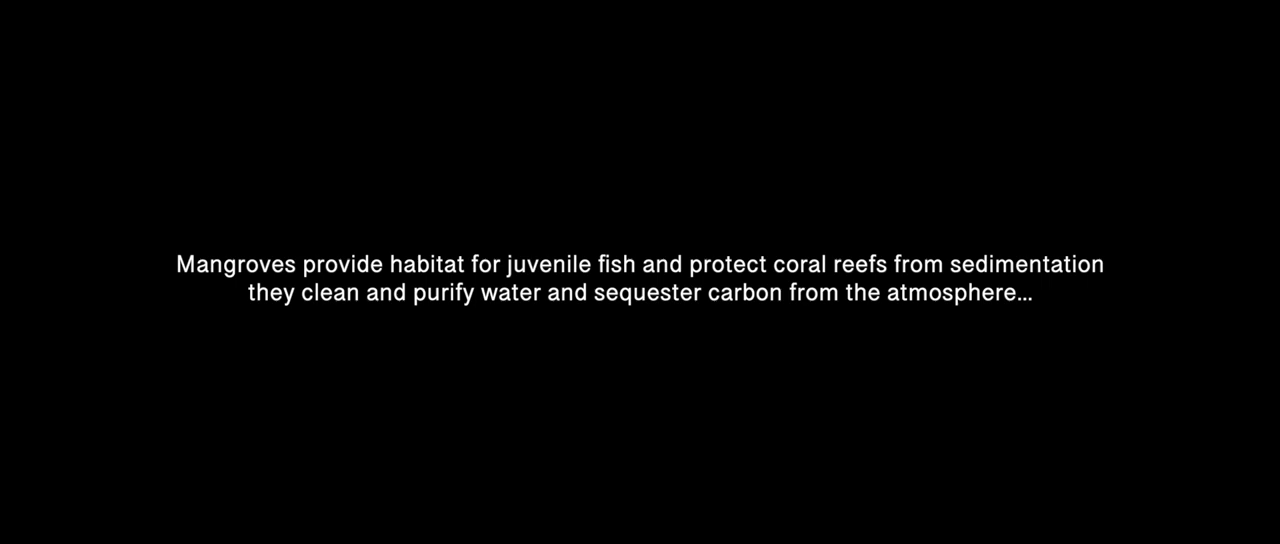 Mangroves provide habitat for juvenile fish and protect coral reefs from sedimentation
they clean and purify water and sequester carbon from the atmosphere...